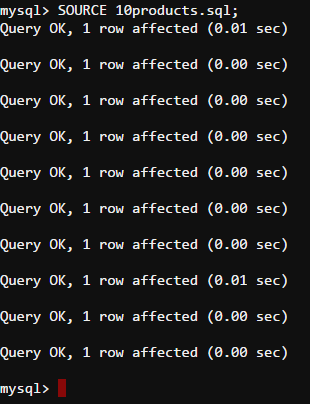 mysql> SOURCE 10products.sql;
Query OK, 1 row affected (0.01 sec)
Query OK, 1 row affected (0.00 sec)
Query OK, 1 row affected (0.00 sec)
Query OK, 1 row affected (0.00 sec)
Query OK, 1 row affected (0.00 sec)
Query OK, 1 row affected (0.00 sec)
Query OK, 1 row affected (0.00 sec)
Query OK, 1 row affected (0.01 sec)
Query OK, 1 row affected (0.00 sec)
Query OK, 1 row affected (0.00 sec)
mysql>